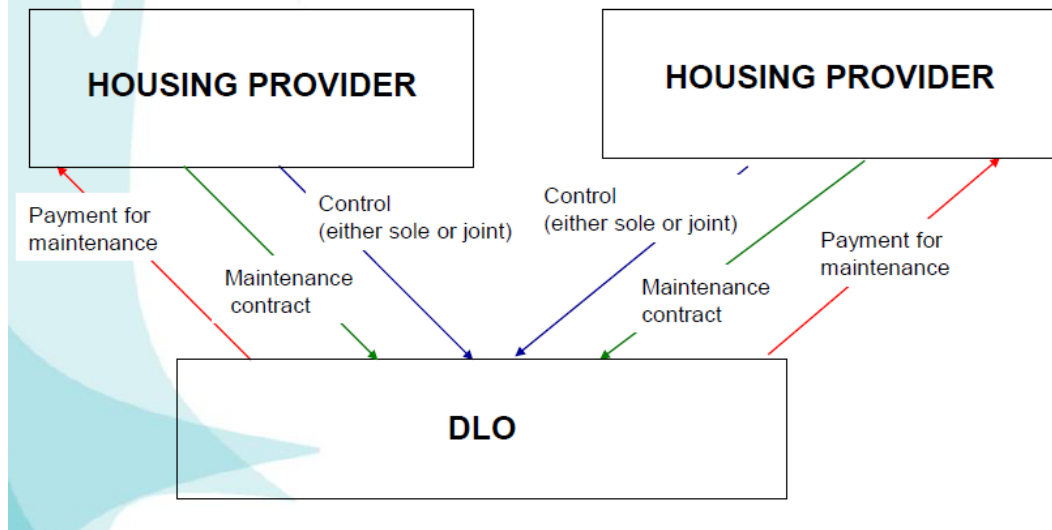 HOUSING PROVIDER
HOUSING PROVIDER
Payment for
maintenance
Control
(either sole or joint)
Maintenance
contract
Control
(either sole or joint)
Maintenance
contract
Payment for
maintenance
DLO